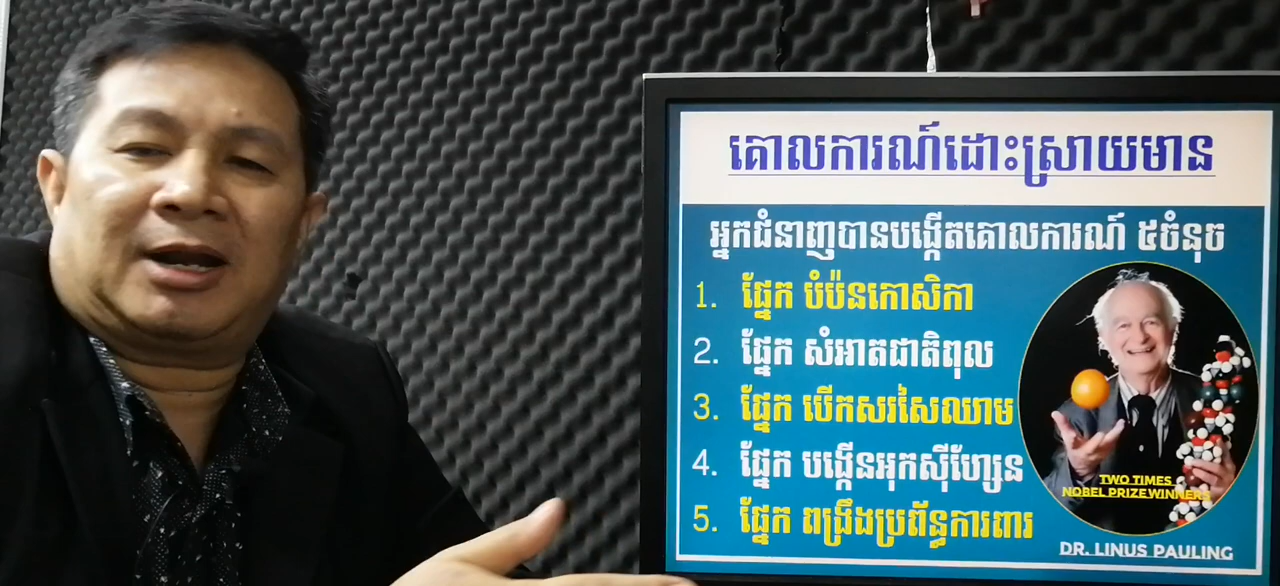 គោលការណ៍ដោះស្រាយមាន
អ្នកជំនាញបានបង្កើតគោលការណ៍ ៥ចំនុច
1. ផ្នែក បំប៉នកោសិកា
2. ផ្នែក សំអាតជាតិពុល
3. ផ្នែក បើកសរសៃឈាម
4. ផ្នែក បង្កើនអុកស៊ីហ្សែន
5. ផ្នែក ពង្រឹងប្រព័ន្ធការពារ
TWO TIMES
NOBEL PRIZE WINNERS
DR. LINUS PAULING